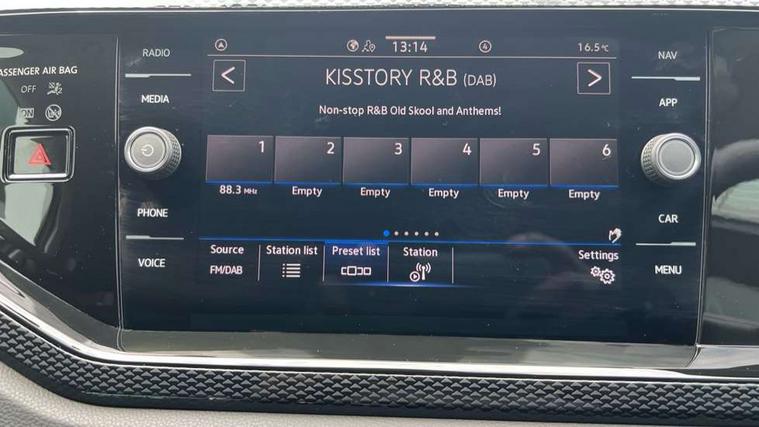 RADIO
MEDIA
PHONE
VOICE
ASSENGER AIR BAG
OFF
ON
13:14
4
16.5°C
< KISSTORY R&B (DAB) >
Non-stop R&B Old Skool and Anthems!
1 2 3 4 5 6
88.3 MHz Empty Empty Empty Empty Empty
Source Station list Preset list Station Settings
FM/DAB
NAV
APP
CAR
MENU